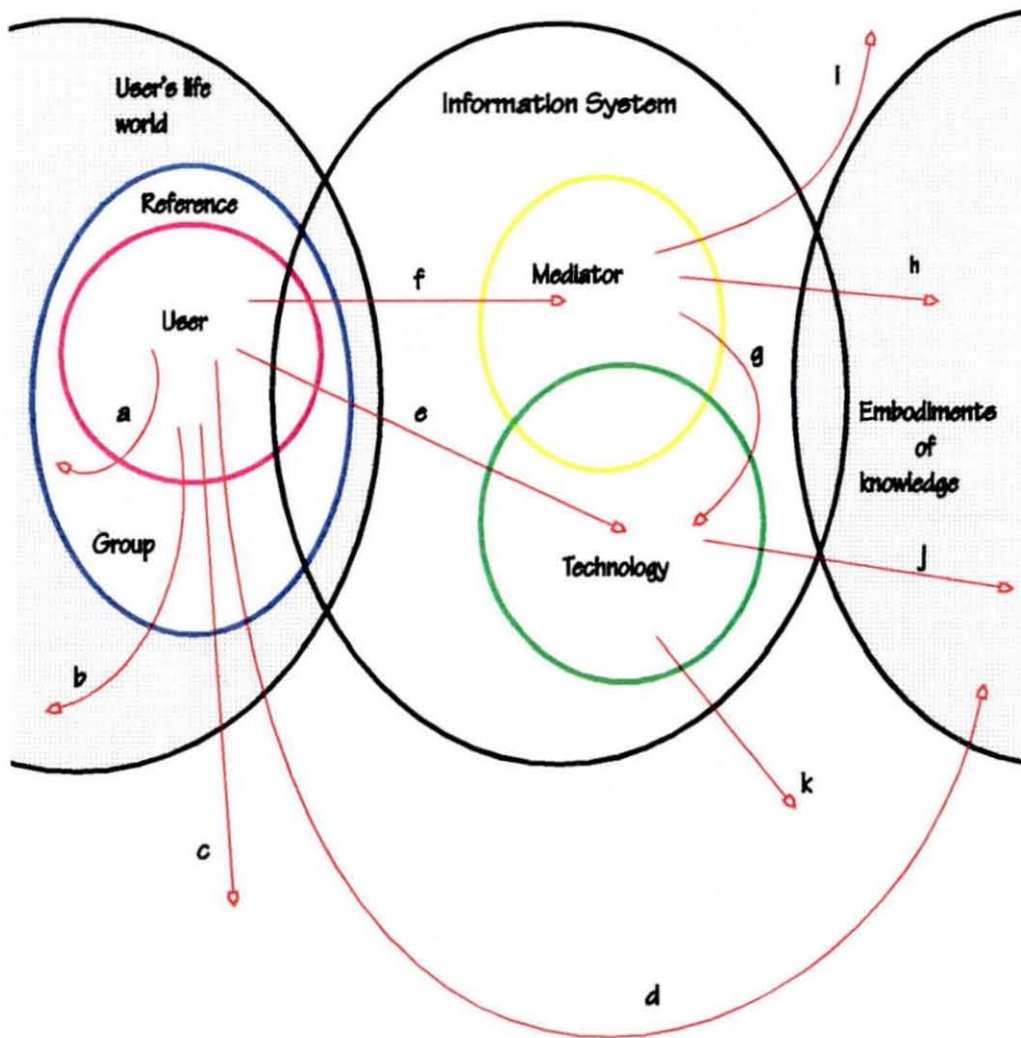 User's life
world
Information System
i
Reference
Mediator
f
h
User
g
a
e
Embodiments
of
knowledge
Group
Technology
j
b
k
c
d